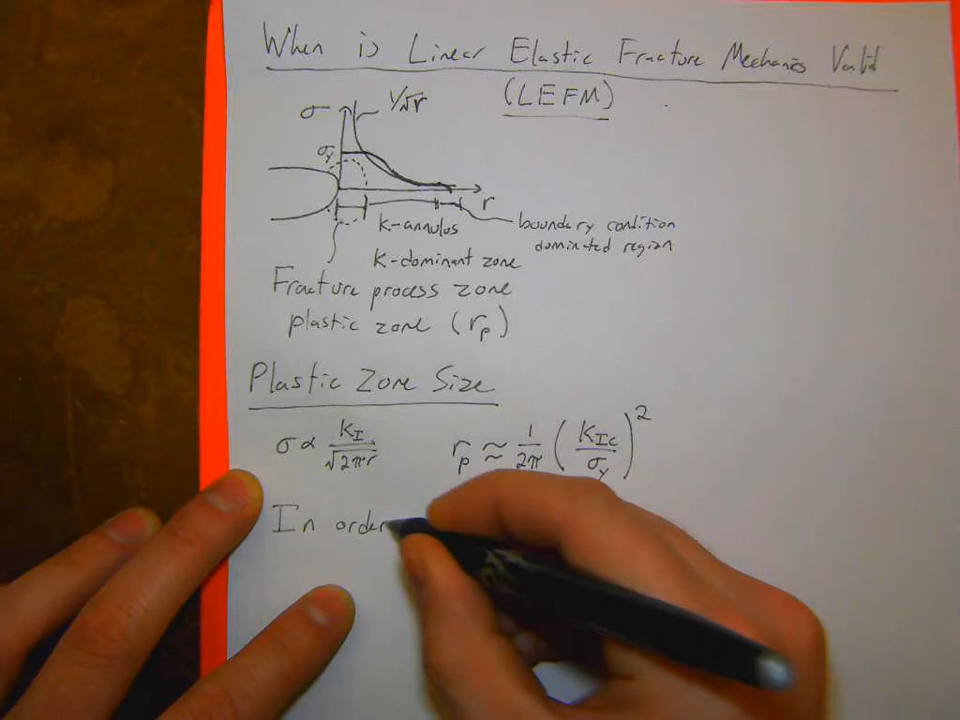 When is Linear Elastic Fracture Mechanics Valid
(LEFM)
σ
1/√r
σy
r
K-annulus
boundary condition
dominated region
K-dominant zone
Fracture process zone
plastic zone (rp)
Plastic Zone Size
σ ∝ KI/√2πr    rp ≈ 1/2π (KIc/σy)²
In order